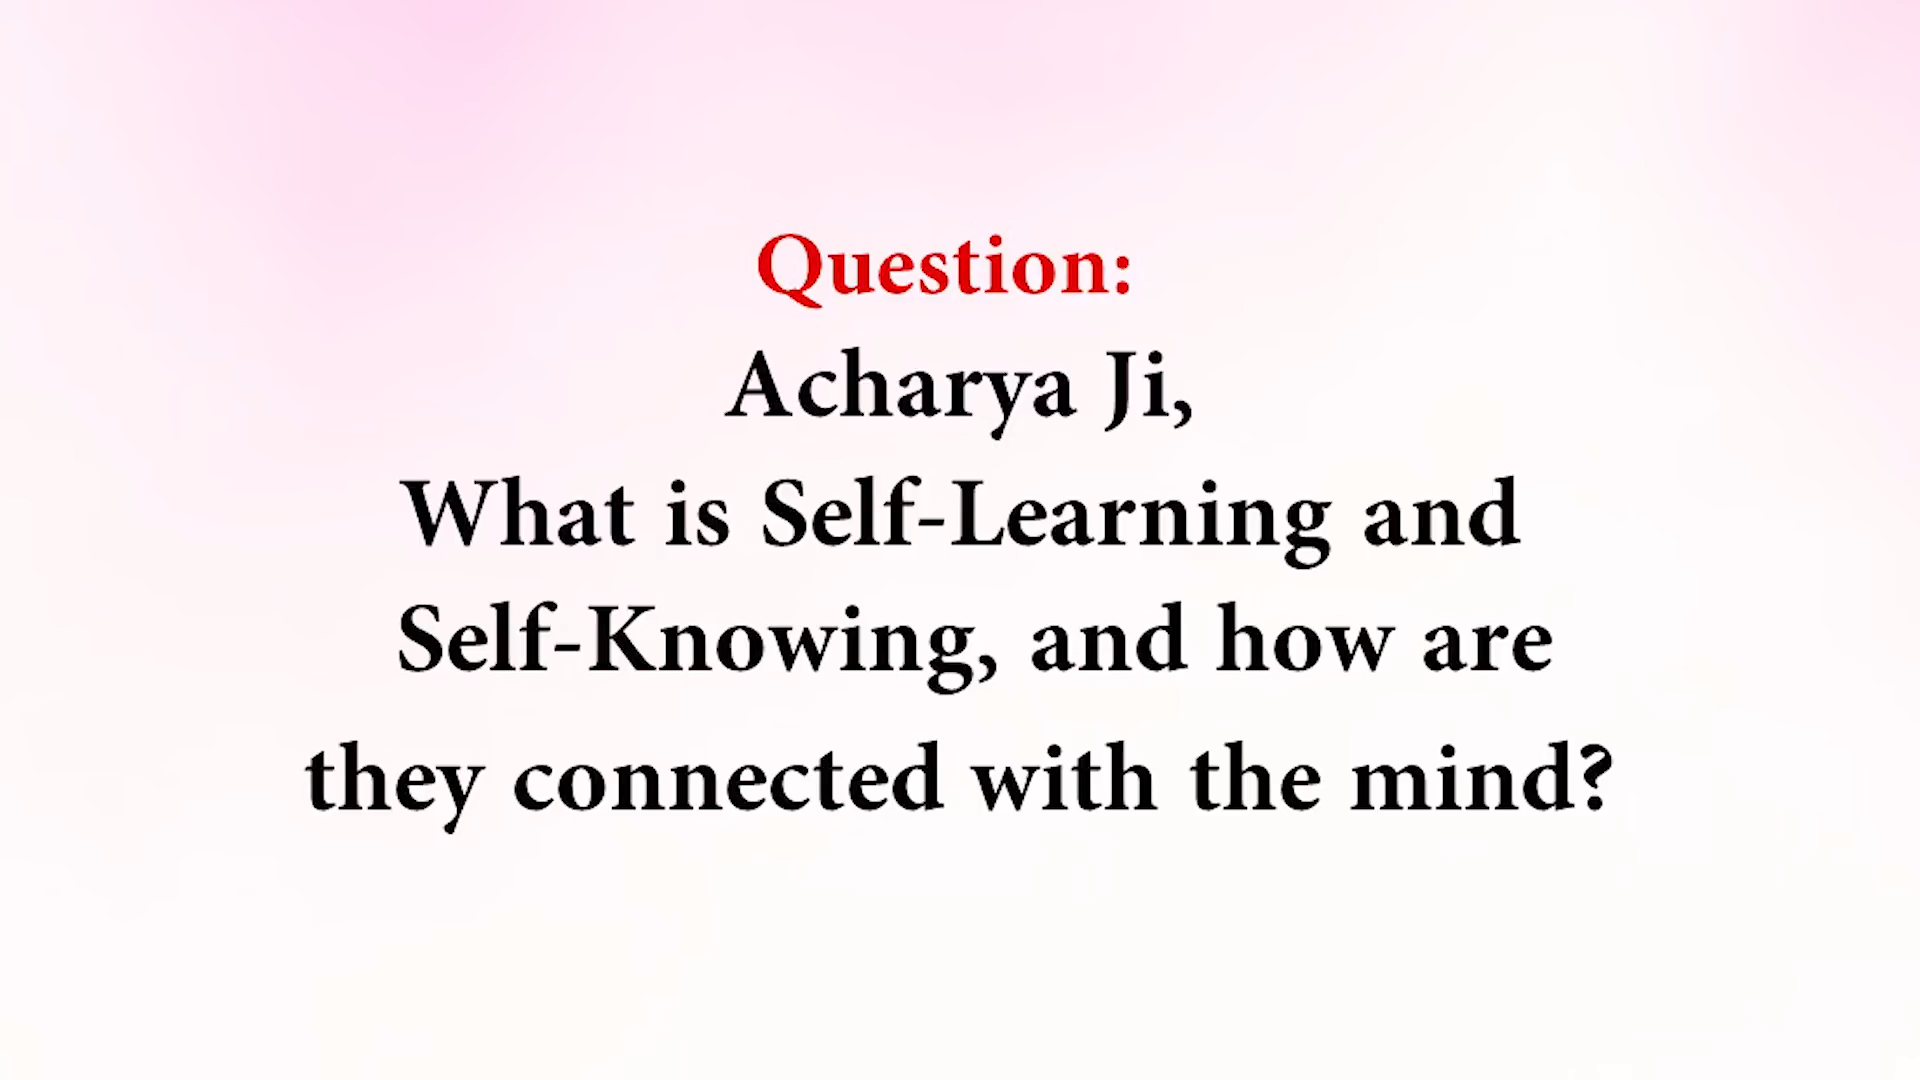 Question:
Acharya Ji,
What is Self-Learning and
Self-Knowing, and how are
they connected with the mind?